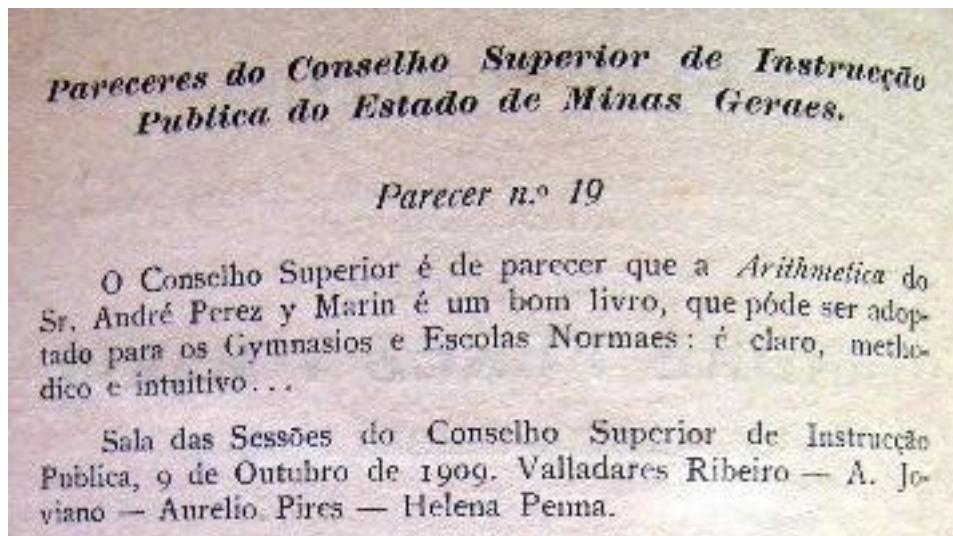 Pareceres do Conselho Superior de Instrucção
Publica do Estado de Minas Geraes.
Parecer n.º 19
O Conselho Superior é de parecer que a Arithmetica do
Sr. André Perez y Marin é um bom livro, que póde ser adop-
tado para os Gymnasios e Escolas Normaes: é claro, metho-
dico e intuitivo...
Sala das Sessões do Conselho Superior de Instrucção
Publica, 9 de Outubro de 1909. Valladares Ribeiro — A. Jo-
viano — Aurelio Pires — Helena Penna.